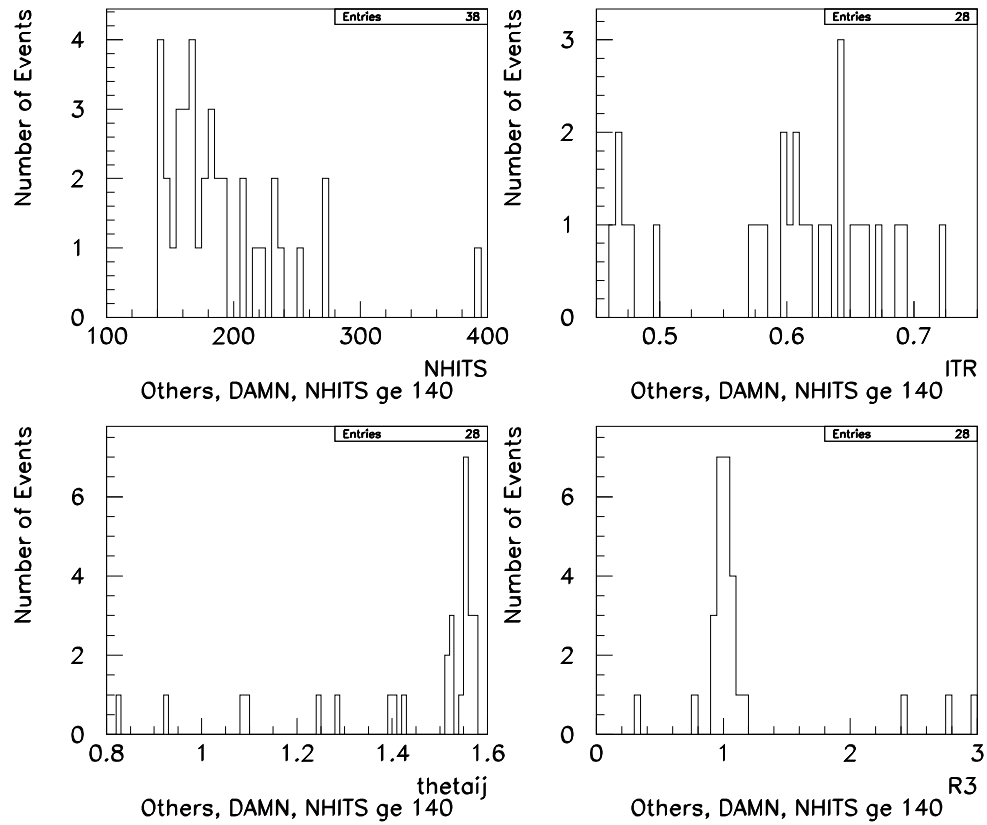 Entries 38
Number of Events
4
3
2
1
0
100 200 300 400
NHITS
Others, DAMN, NHITS ge 140
Entries 28
Number of Events
3
2
1
0
0.5 0.6 0.7
ITR
Others, DAMN, NHITS ge 140
Entries 28
Number of Events
6
4
2
0
0.8 1 1.2 1.4 1.6
thetaij
Others, DAMN, NHITS ge 140
Entries 28
Number of Events
6
4
2
0
0 1 2 3
R3
Others, DAMN, NHITS ge 140